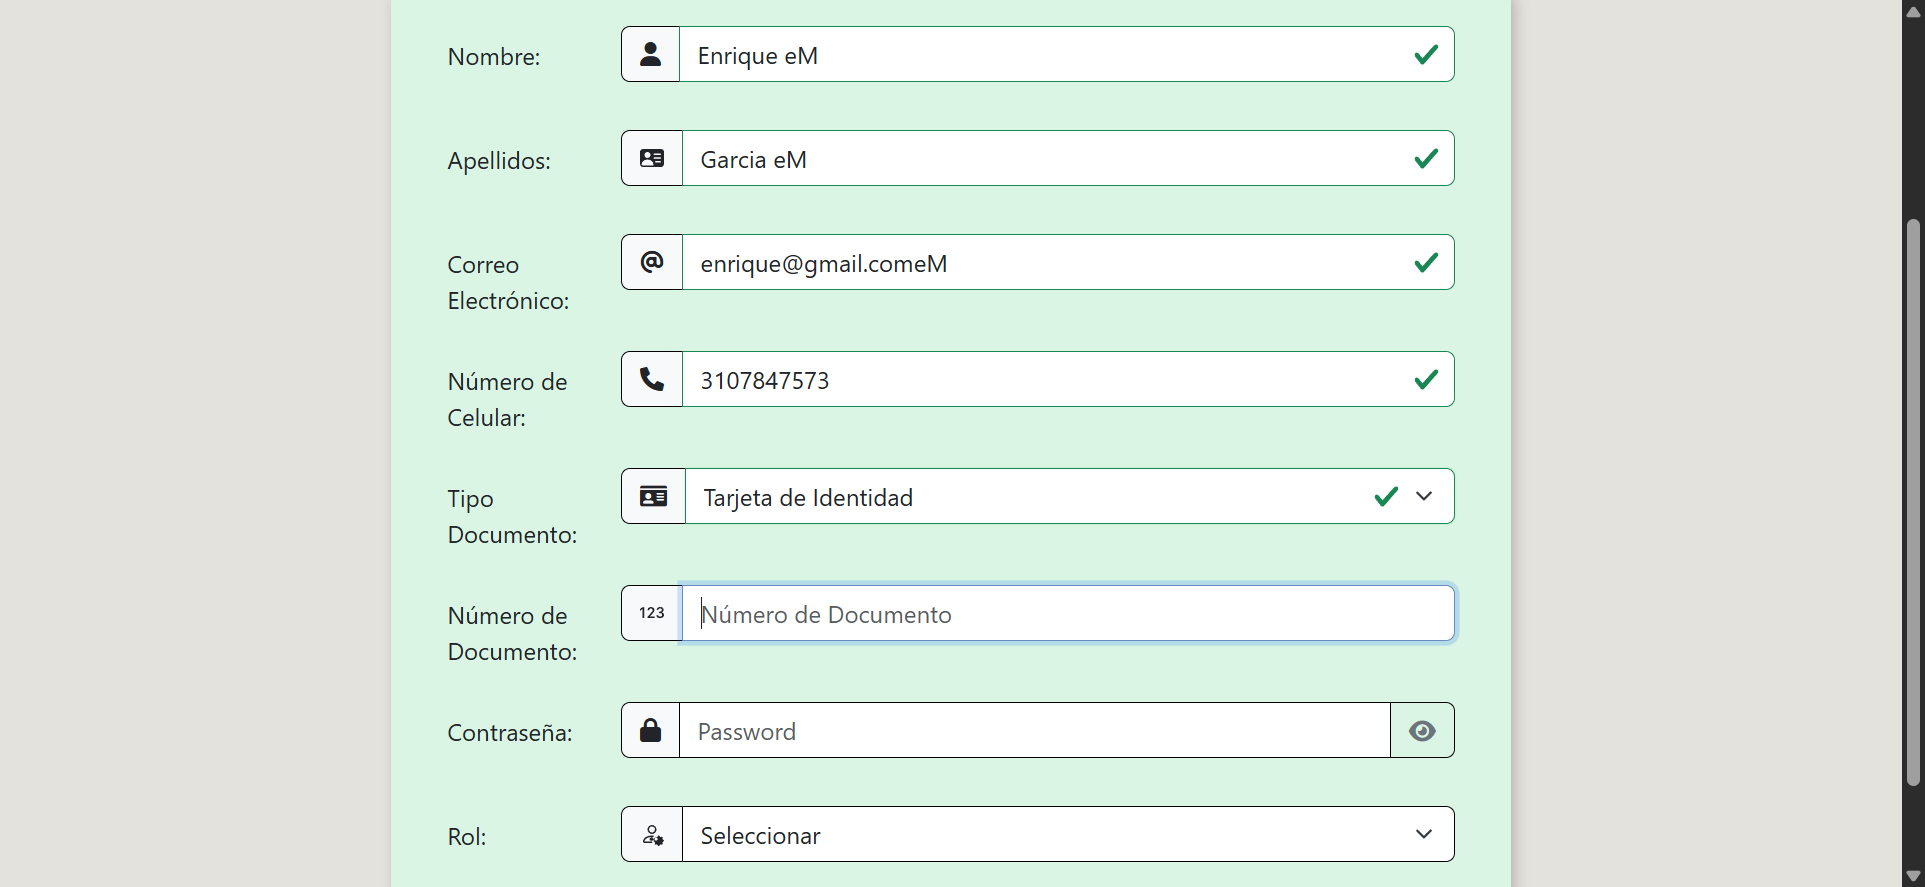 Nombre:
Enrique eM
Apellidos:
Garcia eM
Correo
Electrónico:
enrique@gmail.comeM
Número de
Celular:
3107847573
Tipo
Documento:
Tarjeta de Identidad
Número de
Documento:
123
Número de Documento
Contraseña:
Password
Rol:
Seleccionar